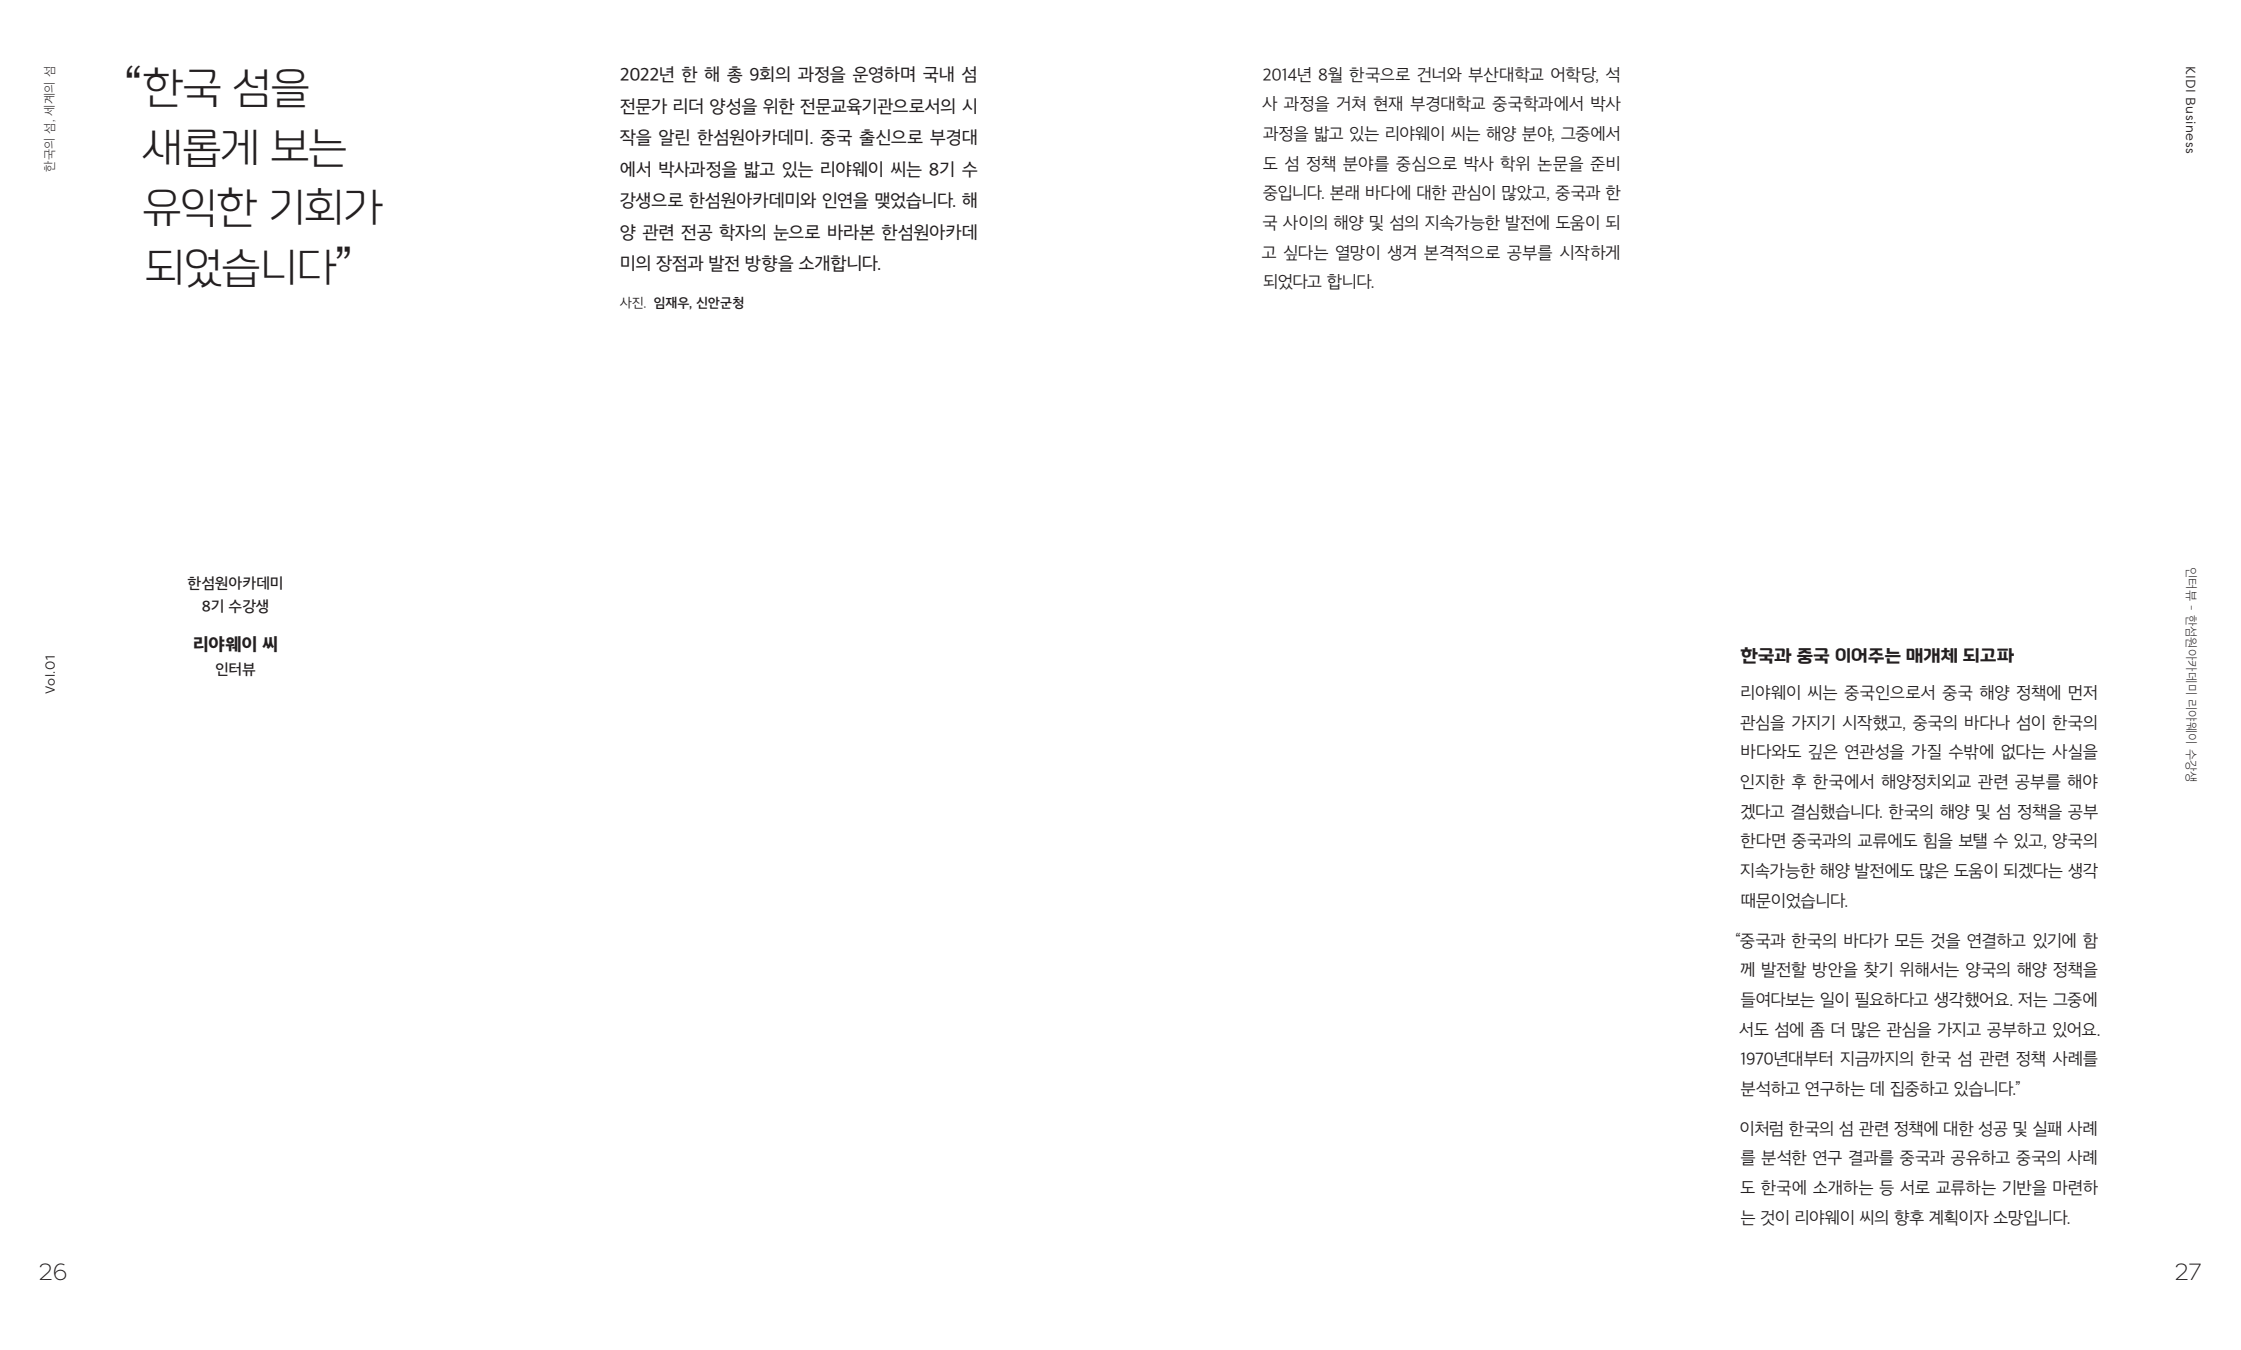 한국의 섬. 세계의 섬
“한국 섬을
새롭게 보는
유익한 기회가
되었습니다”
2022년 한 해 총 9회의 과정을 운영하며 국내 섬
전문가 리더 양성을 위한 전문교육기관으로서의 시
작을 알린 한섬원아카데미. 중국 출신으로 부경대
에서 박사과정을 밟고 있는 리야웨이 씨는 8기 수
강생으로 한섬원아카데미와 인연을 맺었습니다. 해
양 관련 전공 학자의 눈으로 바라본 한섬원아카데
미의 장점과 발전 방향을 소개합니다.
사진. 임재우, 신안군청
한섬원아카데미
8기 수강생
리야웨이 씨
인터뷰
Vol.01
26
2014년 8월 한국으로 건너와 부산대학교 어학당, 석
사 과정을 거쳐 현재 부경대학교 중국학과에서 박사
과정을 밟고 있는 리야웨이 씨는 해양 분야, 그중에서
도 섬 정책 분야를 중심으로 박사 학위 논문을 준비
중입니다. 본래 바다에 대한 관심이 많았고, 중국과 한
국 사이의 해양 및 섬의 지속가능한 발전에 도움이 되
고 싶다는 열망이 생겨 본격적으로 공부를 시작하게
되었다고 합니다.
KIDI Business
한국과 중국 이어주는 매개체 되고파
리야웨이 씨는 중국인으로서 중국 해양 정책에 먼저
관심을 가지기 시작했고, 중국의 바다나 섬이 한국의
바다와도 깊은 연관성을 가질 수밖에 없다는 사실을
인지한 후 한국에서 해양정치외교 관련 공부를 해야
겠다고 결심했습니다. 한국의 해양 및 섬 정책을 공부
한다면 중국과의 교류에도 힘을 보탤 수 있고, 양국의
지속가능한 해양 발전에도 많은 도움이 되겠다는 생각
때문이었습니다.
“중국과 한국의 바다가 모든 것을 연결하고 있기에 함
께 발전할 방안을 찾기 위해서는 양국의 해양 정책을
들여다보는 일이 필요하다고 생각했어요. 저는 그중에
서도 섬에 좀 더 많은 관심을 가지고 공부하고 있어요.
1970년대부터 지금까지의 한국 섬 관련 정책 사례를
분석하고 연구하는 데 집중하고 있습니다.”
이처럼 한국의 섬 관련 정책에 대한 성공 및 실패 사례
를 분석한 연구 결과를 중국과 공유하고 중국의 사례
도 한국에 소개하는 등 서로 교류하는 기반을 마련하
는 것이 리야웨이 씨의 향후 계획이자 소망입니다.
인터뷰 - 한섬원아카데미 리야웨이 수강생
27